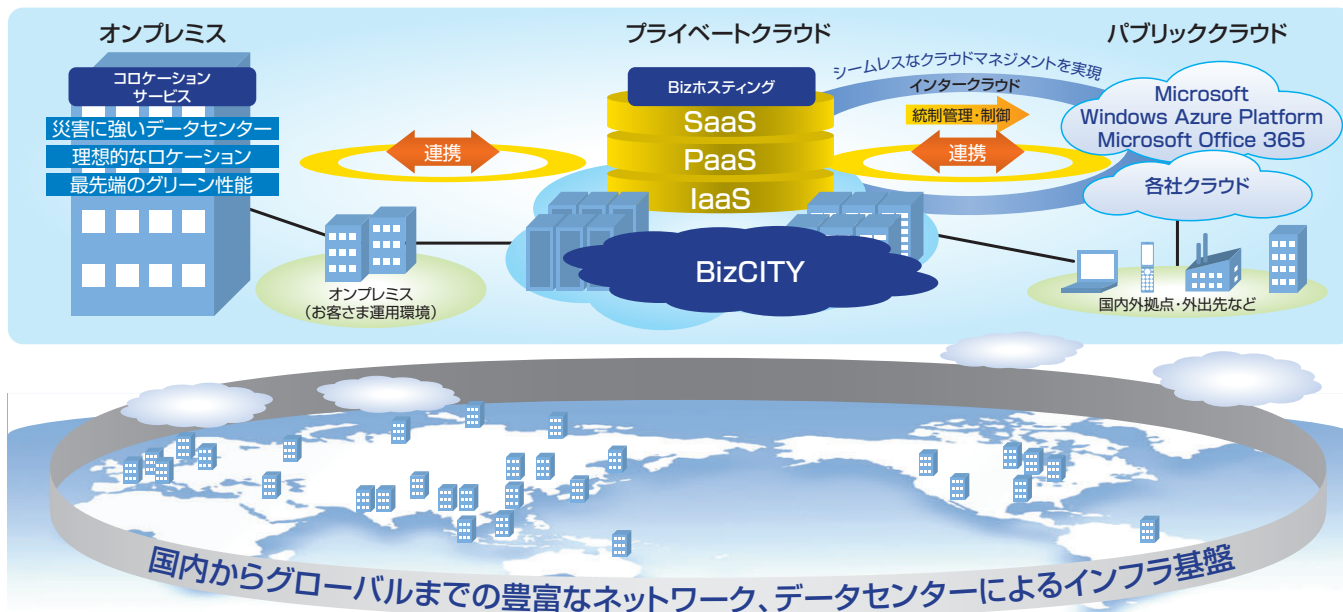 オンプレミス
コロケーション
サービス
災害に強いデータセンター
理想的なロケーション
最先端のグリーン性能
連携
オンプレミス
(お客さま運用環境)
プライベートクラウド
Bizホスティング
SaaS
PaaS
IaaS
BizCITY
シームレスなクラウドマネジメントを実現
インタークラウド
統制管理・制御
連携
パブリッククラウド
Microsoft
Windows Azure Platform
Microsoft Office 365
各社クラウド
国内外拠点・外出先など
国内からグローバルまでの豊富なネットワーク、データセンターによるインフラ基盤